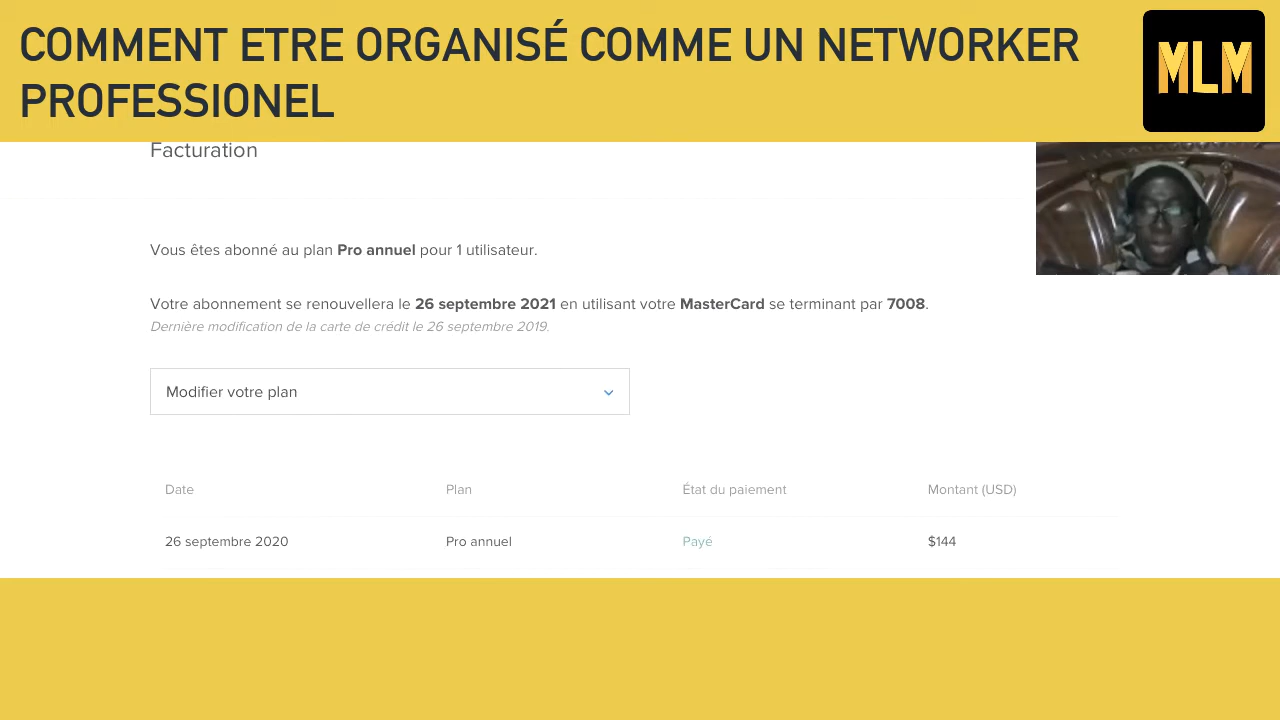 COMMENT ETRE ORGANISÉ COMME UN NETWORKER
PROFESSIONEL
MLM
Facturation
Vous êtes abonné au plan Pro annuel pour 1 utilisateur.
Votre abonnement se renouvellera le 26 septembre 2021 en utilisant votre MasterCard se terminant par 7008.
Dernière modification de la carte de crédit le 26 septembre 2019.
Modifier votre plan
Date Plan État du paiement Montant (USD)
26 septembre 2020 Pro annuel Payé $144